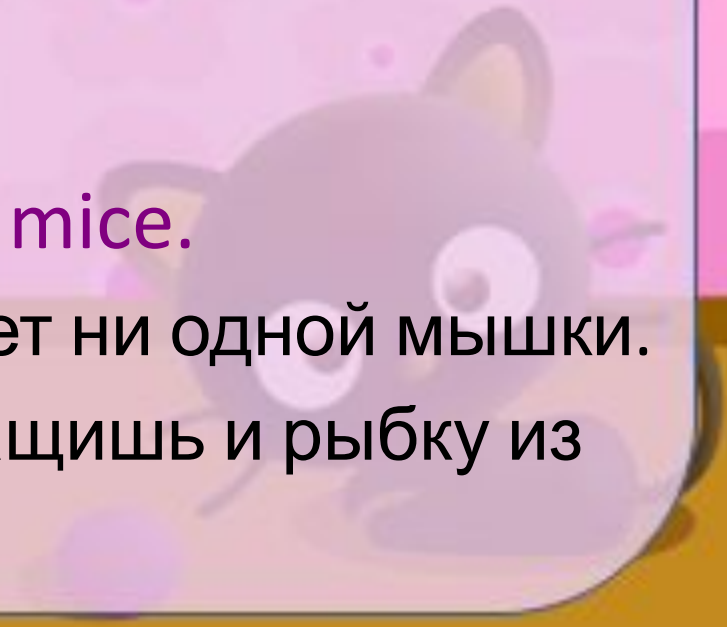 mice.
ет ни одной мышки.
щишь и рыбку из